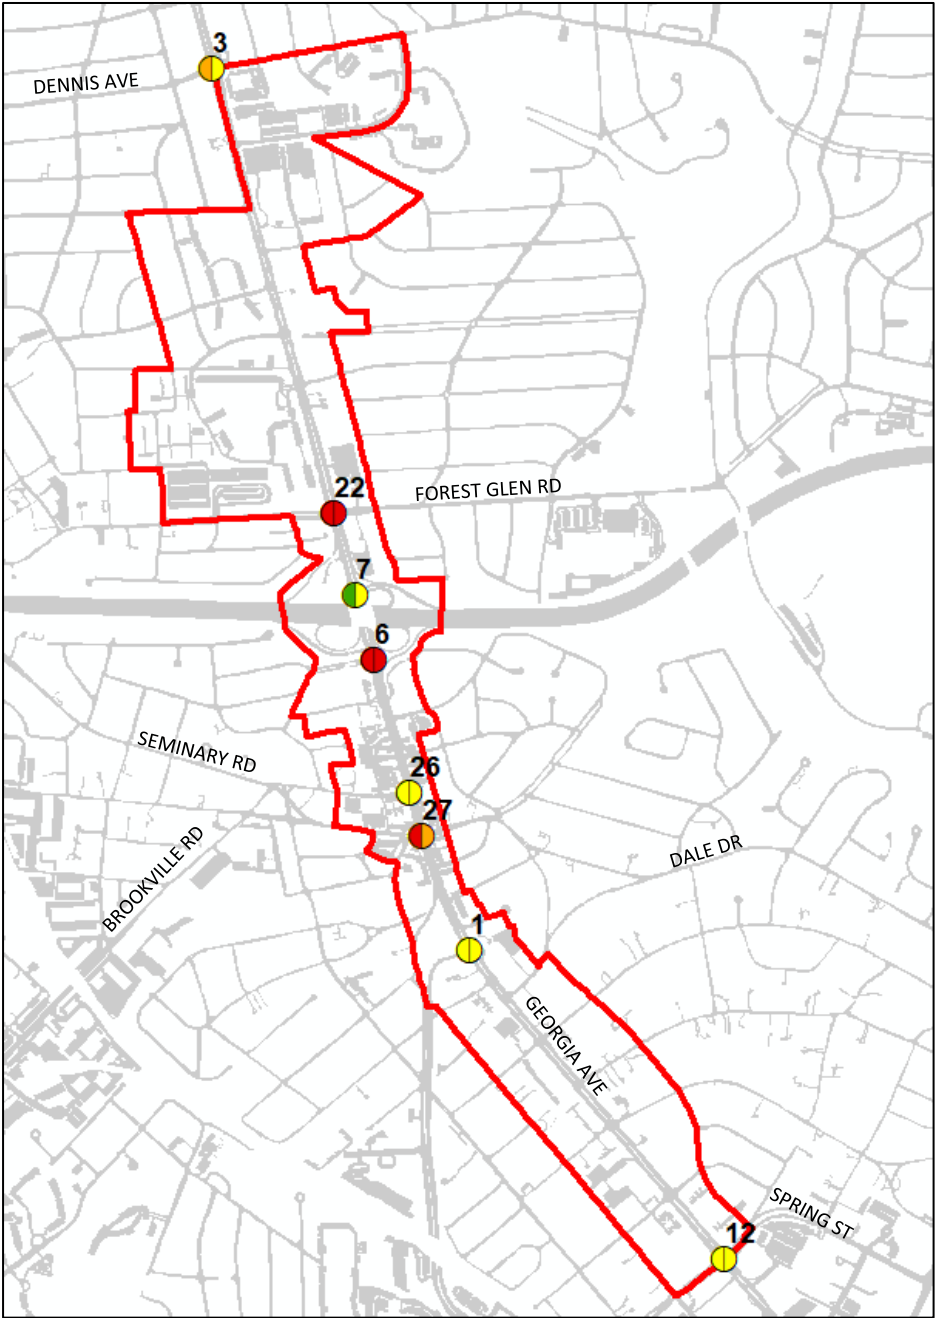 3
DENNIS AVE
22
FOREST GLEN RD
7
6
SEMINARY RD
26
27
BROOKVILLE RD
DALE DR
1
GEORGIA AVE
SPRING ST
12